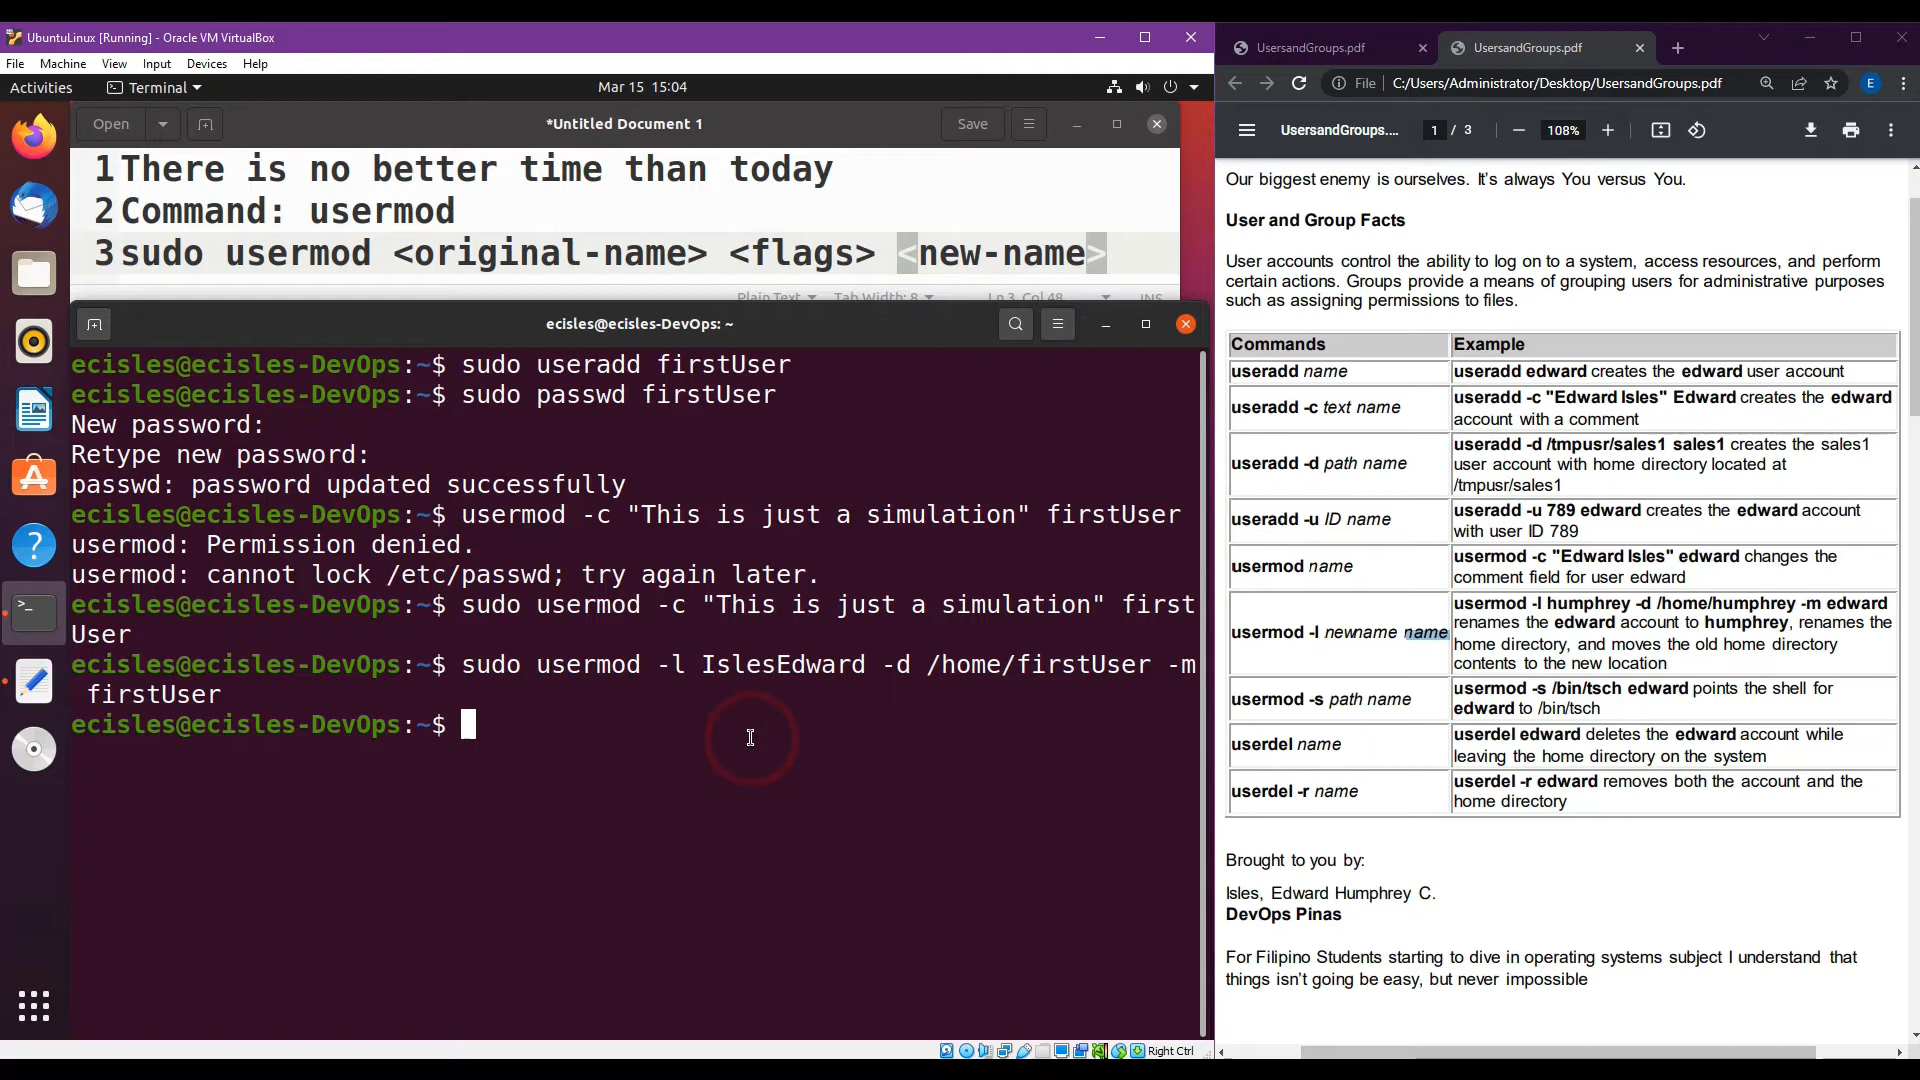 UbuntuLinux [Running] - Oracle VM VirtualBox
File Machine View Input Devices Help
Activities Terminal Mar 15 15:04
Open *Untitled Document 1 Save
1 There is no better time than today
2 Command: usermod
3 sudo usermod <original-name> <flags> <new-name>
Plain Text Tab Width: 8 Ln 3, Col 48 INS
ecisles@ecisles-DevOps: ~
ecisles@ecisles-DevOps:~$ sudo useradd firstUser
ecisles@ecisles-DevOps:~$ sudo passwd firstUser
New password:
Retype new password:
passwd: password updated successfully
ecisles@ecisles-DevOps:~$ usermod -c "This is just a simulation" firstUser
usermod: Permission denied.
usermod: cannot lock /etc/passwd; try again later.
ecisles@ecisles-DevOps:~$ sudo usermod -c "This is just a simulation" first
User
ecisles@ecisles-DevOps:~$ sudo usermod -l IslesEdward -d /home/firstUser -m
firstUser
ecisles@ecisles-DevOps:~$
Right Ctrl
UsersandGroups.pdf UsersandGroups.pdf
File C:/Users/Administrator/Desktop/UsersandGroups.pdf E
UsersandGroups.... 1 / 3 108%
Our biggest enemy is ourselves. It's always You versus You.
User and Group Facts
User accounts control the ability to log on to a system, access resources, and perform
certain actions. Groups provide a means of grouping users for administrative purposes
such as assigning permissions to files.
Commands Example
useradd name useradd edward creates the edward user account
useradd -c text name useradd -c "Edward Isles" Edward creates the edward
account with a comment
useradd -d path name useradd -d /tmpusr/sales1 sales1 creates the sales1
user account with home directory located at
/tmpusr/sales1
useradd -u ID name useradd -u 789 edward creates the edward account
with user ID 789
usermod name usermod -c "Edward Isles" edward changes the
comment field for user edward
usermod -l newname name usermod -l humphrey -d /home/humphrey -m edward
renames the edward account to humphrey, renames the
home directory, and moves the old home directory
contents to the new location
usermod -s path name usermod -s /bin/tsch edward points the shell for
edward to /bin/tsch
userdel name userdel edward deletes the edward account while
leaving the home directory on the system
userdel -r name userdel -r edward removes both the account and the
home directory
Brought to you by:
Isles, Edward Humphrey C.
DevOps Pinas
For Filipino Students starting to dive in operating systems subject I understand that
things isn't going be easy, but never impossible